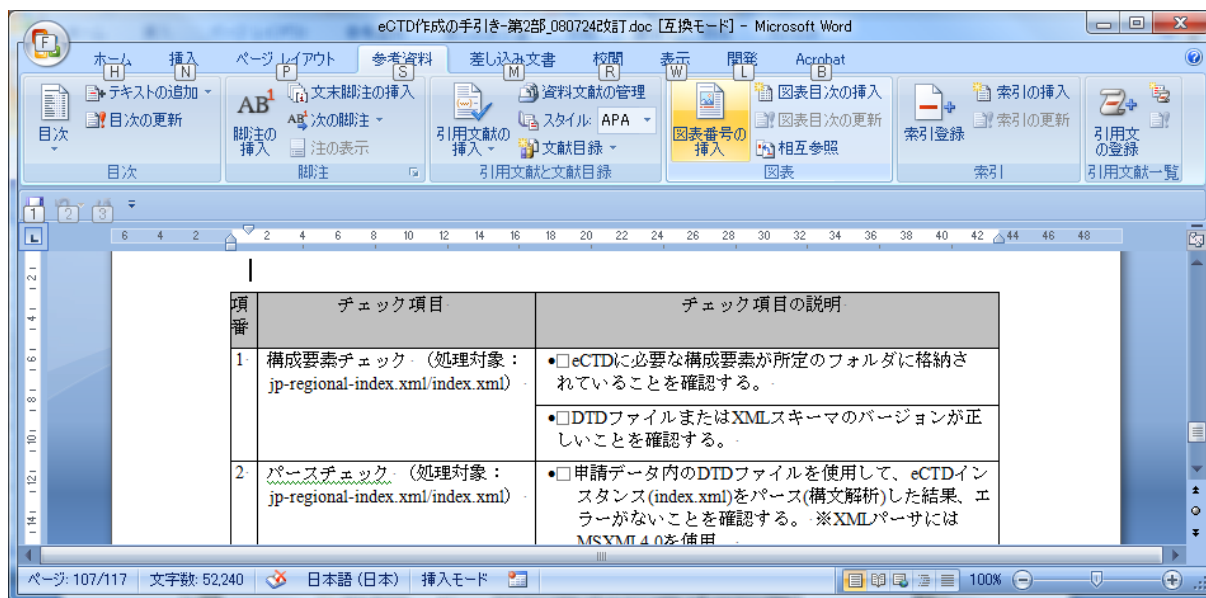 eCTD作成の手引き-第2部_080724改訂.doc [互換モード] - Microsoft Word
F
ホーム 挿入 ページ レイアウト 参考資料 差し込み文書 校閲 表示 開発 Acrobat
H N P S M R W L B
目次
テキストの追加
目次の更新
目次
AB1
脚注の
挿入
文末脚注の挿入
次の脚注
注の表示
脚注
引用文献の
挿入
資料文献の管理
スタイル: APA
文献目録
引用文献と文献目録
図表番号の
挿入
図表目次の挿入
図表目次の更新
相互参照
図表
索引登録
索引の挿入
索引の更新
索引
引用文
の登録
引用文献一覧
1 2 3
6 4 2 2 4 6 8 10 12 14 16 18 20 22 24 26 28 30 32 34 36 38 40 42 44 46 48
2 4 6 8 10 12 14
項
番
チェック項目
チェック項目の説明
1
構成要素チェック (処理対象:
jp-regional-index.xml/index.xml)
•□eCTDに必要な構成要素が所定のフォルダに格納さ
れていることを確認する。
•□DTDファイルまたはXMLスキーマのバージョンが正
しいことを確認する。
2
パースチェック (処理対象:
jp-regional-index.xml/index.xml)
•□申請データ内のDTDファイルを使用して、eCTDイン
スタンス(index.xml)をパース(構文解析)した結果、エ
ラーがないことを確認する。 ※XMLパーサには
MSXML4.0を使用
ページ: 107/117 文字数: 52,240 日本語 (日本) 挿入モード 100%